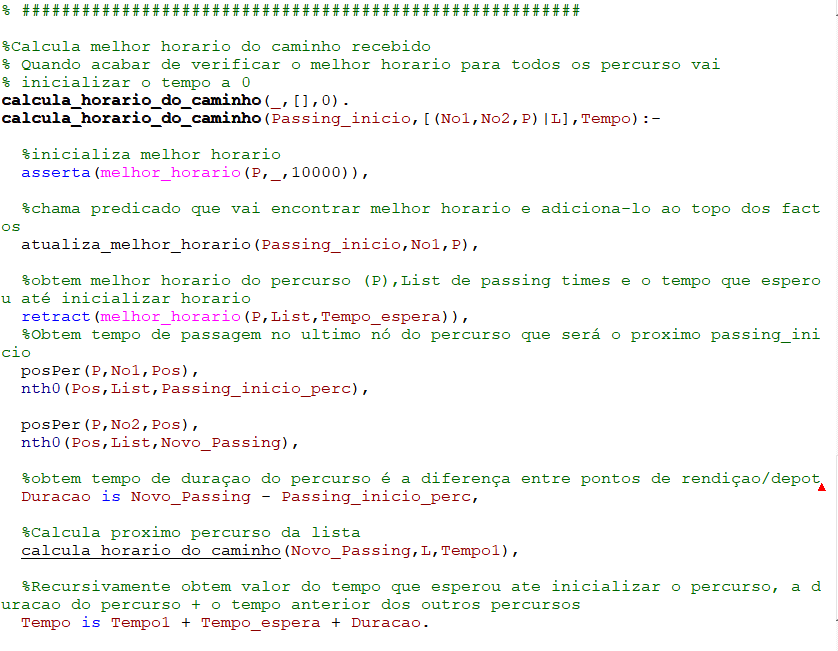 % ########################################################
%Calcula melhor horario do caminho recebido
% Quando acabar de verificar o melhor horario para todos os percurso vai
% inicializar o tempo a 0
calcula_horario_do_caminho(_,[],0).
calcula_horario_do_caminho(Passing_inicio,[(No1,No2,P)|L],Tempo):-
%inicializa melhor horario
asserta(melhor_horario(P,_,10000)),
%chama predicado que vai encontrar melhor horario e adiciona-lo ao topo dos fact
os
atualiza_melhor_horario(Passing_inicio,No1,P),
%obtem melhor horario do percurso (P),List de passing times e o tempo que espero
u até inicializar horario
retract(melhor_horario(P,List,Tempo_espera)),
%Obtem tempo de passagem no ultimo nó do percurso que será o proximo passing_ini
cio
posPer(P,No1,Pos),
nth0(Pos,List,Passing_inicio_perc),
posPer(P,No2,Pos),
nth0(Pos,List,Novo_Passing),
%obtem tempo de duraçao do percurso é a diferença entre pontos de rendiçao/depot
Duracao is Novo_Passing - Passing_inicio_perc,
%Calcula proximo percurso da lista
calcula_horario_do_caminho(Novo_Passing,L,Tempo1),
%Recursivamente obtem valor do tempo que esperou ate inicializar o percurso, a d
uracao do percurso + o tempo anterior dos outros percursos
Tempo is Tempo1 + Tempo_espera + Duracao.